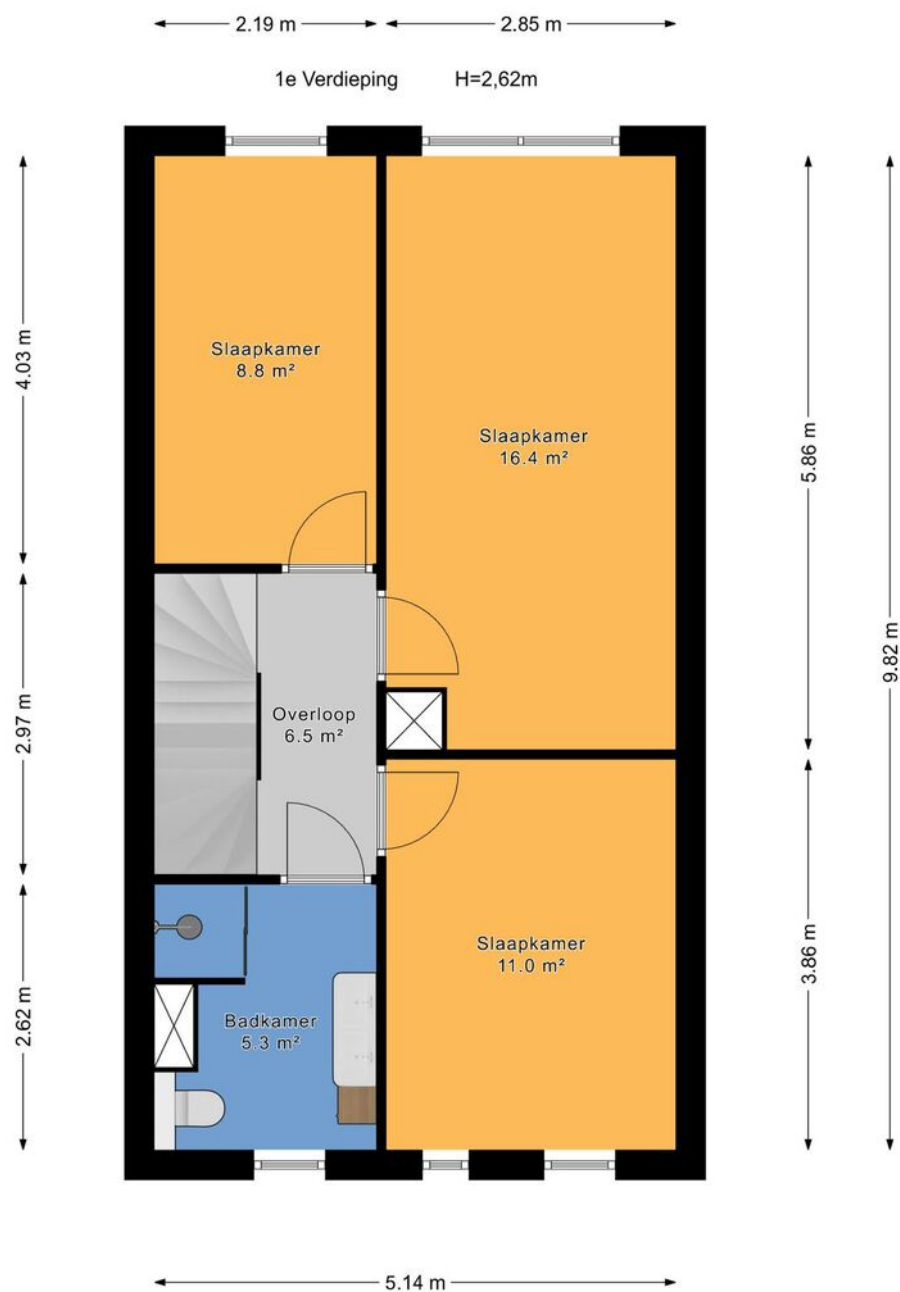 2.19 m
2.85 m
1e Verdieping H=2,62m
4.03 m
Slaapkamer
8.8 m²
Slaapkamer
16.4 m²
5.86 m
9.82 m
2.97 m
Overloop
6.5 m²
Slaapkamer
11.0 m²
3.86 m
2.62 m
Badkamer
5.3 m²
5.14 m